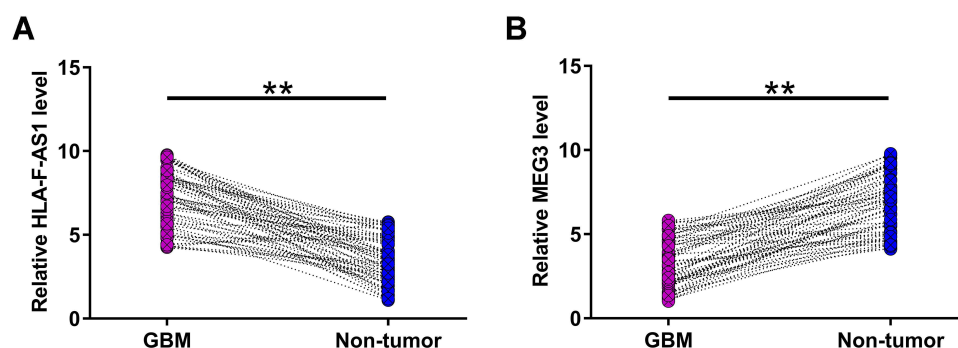 A
B
Relative HLA-F-AS1 level
15
10
5
0
**
GBM
Non-tumor
Relative MEG3 level
15
10
5
0
**
GBM
Non-tumor